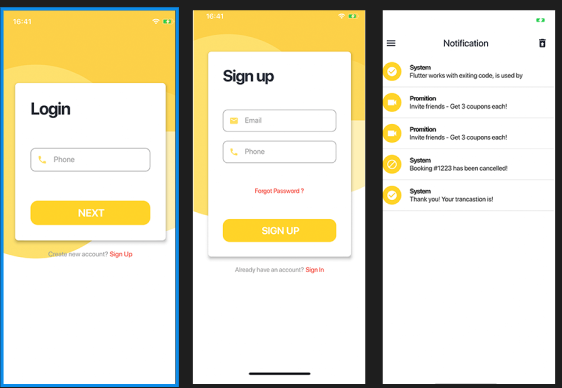 10:41
Login
Phone
NEXT
Create new account? Sign Up
10:41
Sign up
Email
Phone
Forgot Password ?
SIGN UP
Already have an account? Sign In
Notification
System
Flutter works with exiting code, is used by
Promition
Invite friends - Get 3 coupons each!
Promition
Invite friends - Get 3 coupons each!
System
Booking #1223 has been cancelled!
System
Thank you! Your trancastion is!